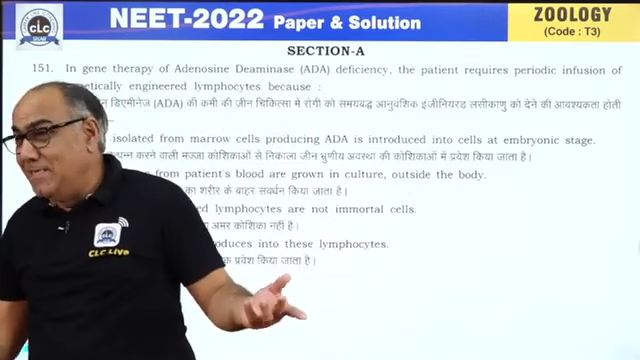 CLC
SIKAR
NEET-2022 Paper & Solution
ZOOLOGY
(Code : T3)
SECTION-A
151. In gene therapy of Adenosine Deaminase (ADA) deficiency, the patient requires periodic infusion of
etically engineered lymphocytes because :
डिएमीनेज (ADA) की कमी की जीन चिकित्सा में रोगी को समयबद्ध आनुवंशिक इंजीनियरड लसीकाणु को देने की आवश्यकता होती
isolated from marrow cells producing ADA is introduced into cells at embryonic stage.
करने वाली मज्जा कोशिकाओं से निकाला जीन भ्रुणीय अवस्था की कोशिकाओं में प्रवेश किया जाता है।
from patient's blood are grown in culture, outside the body.
का शरीर के बाहर संवर्धन किया जाता है।
ed lymphocytes are not immortal cells.
अमर कोशिका नहीं है।
oduces into these lymphocytes.
प्रवेश किया जाता है।
CLC LIVE